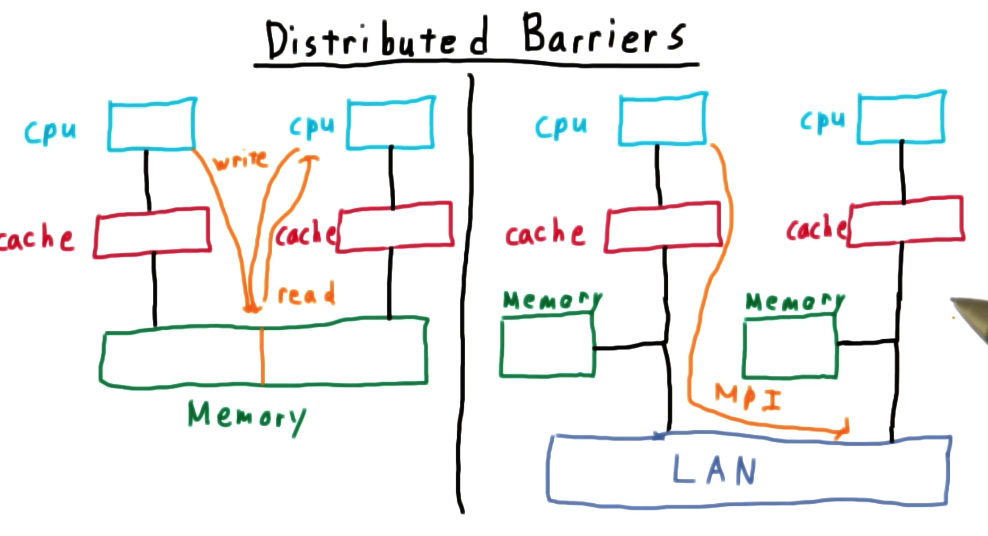 Distributed Barriers
cpu
cpu
write
cache
cache
read
Memory
cpu
cpu
cache
cache
Memory
Memory
MPI
LAN